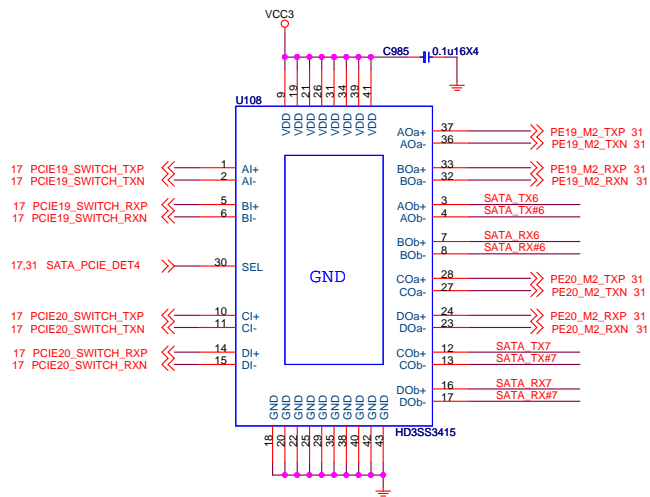 VCC3
C985 0.1u16X4
9 19 21 26 31 34 39 41
U108
VDD VDD VDD VDD VDD VDD VDD VDD
AOa+ 37 PE19_M2_TXP 31
AOa- 36 PE19_M2_TXN 31
17 PCIE19_SWITCH_TXP 1 AI+
17 PCIE19_SWITCH_TXN 2 AI-
BOa+ 33 PE19_M2_RXP 31
BOa- 32 PE19_M2_RXN 31
17 PCIE19_SWITCH_RXP 5 BI+
17 PCIE19_SWITCH_RXN 6 BI-
AOb+ 3 SATA_TX6
AOb- 4 SATA_TX#6
BOb+ 7 SATA_RX6
BOb- 8 SATA_RX#6
17,31 SATA_PCIE_DET4 30 SEL
GND
COa+ 28 PE20_M2_TXP 31
COa- 27 PE20_M2_TXN 31
17 PCIE20_SWITCH_TXP 10 CI+
17 PCIE20_SWITCH_TXN 11 CI-
DOa+ 24 PE20_M2_RXP 31
DOa- 23 PE20_M2_RXN 31
17 PCIE20_SWITCH_RXP 14 DI+
17 PCIE20_SWITCH_RXN 15 DI-
COb+ 12 SATA_TX7
COb- 13 SATA_TX#7
DOb+ 16 SATA_RX7
DOb- 17 SATA_RX#7
GND GND GND GND GND GND GND GND GND GND
HD3SS3415
18 20 22 25 29 35 38 40 42 43